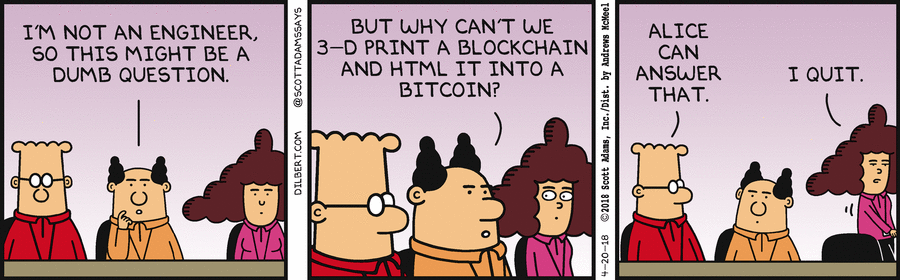 I'M NOT AN ENGINEER,
SO THIS MIGHT BE A
DUMB QUESTION.
DILBERT.COM @SCOTTADAMSSAYS
BUT WHY CAN'T WE
3-D PRINT A BLOCKCHAIN
AND HTML IT INTO A
BITCOIN?
4-20-18 ©2018 Scott Adams, Inc./Dist. by Andrews McMeel
ALICE
CAN
ANSWER
THAT.
I QUIT.